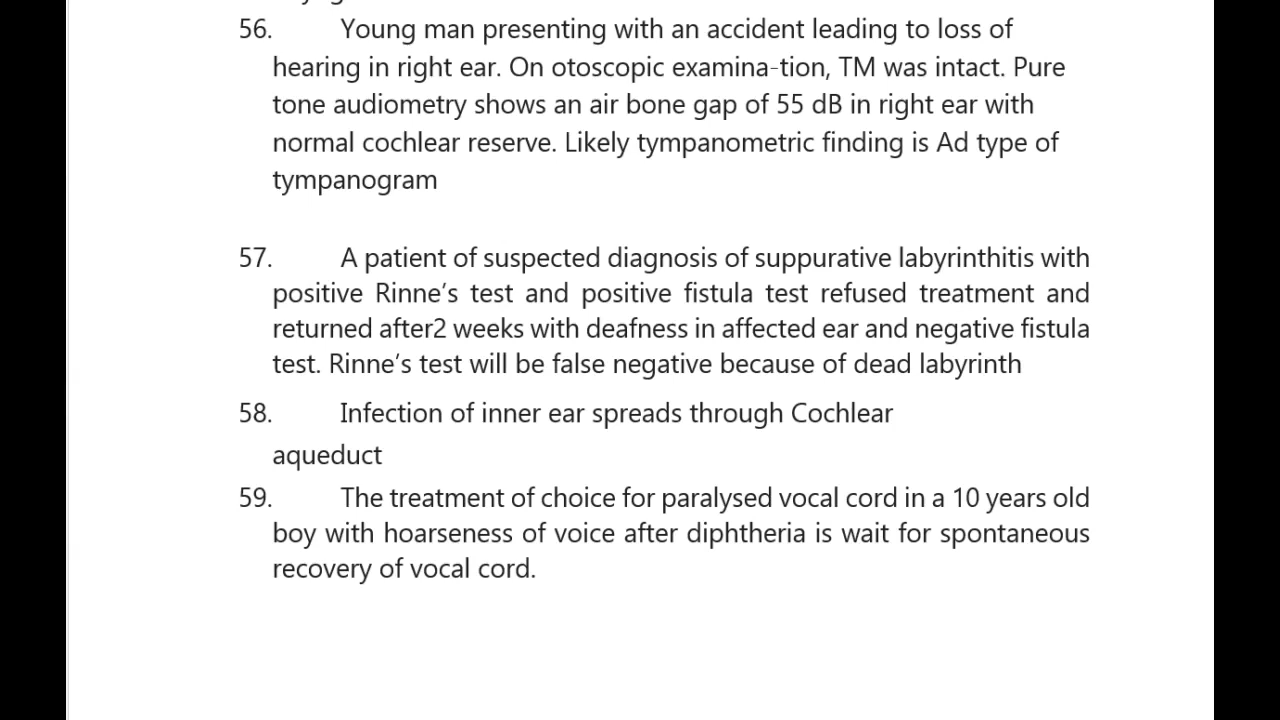 56. Young man presenting with an accident leading to loss of
hearing in right ear. On otoscopic examina-tion, TM was intact. Pure
tone audiometry shows an air bone gap of 55 dB in right ear with
normal cochlear reserve. Likely tympanometric finding is Ad type of
tympanogram
57. A patient of suspected diagnosis of suppurative labyrinthitis with
positive Rinne's test and positive fistula test refused treatment and
returned after2 weeks with deafness in affected ear and negative fistula
test. Rinne's test will be false negative because of dead labyrinth
58. Infection of inner ear spreads through Cochlear
aqueduct
59. The treatment of choice for paralysed vocal cord in a 10 years old
boy with hoarseness of voice after diphtheria is wait for spontaneous
recovery of vocal cord.